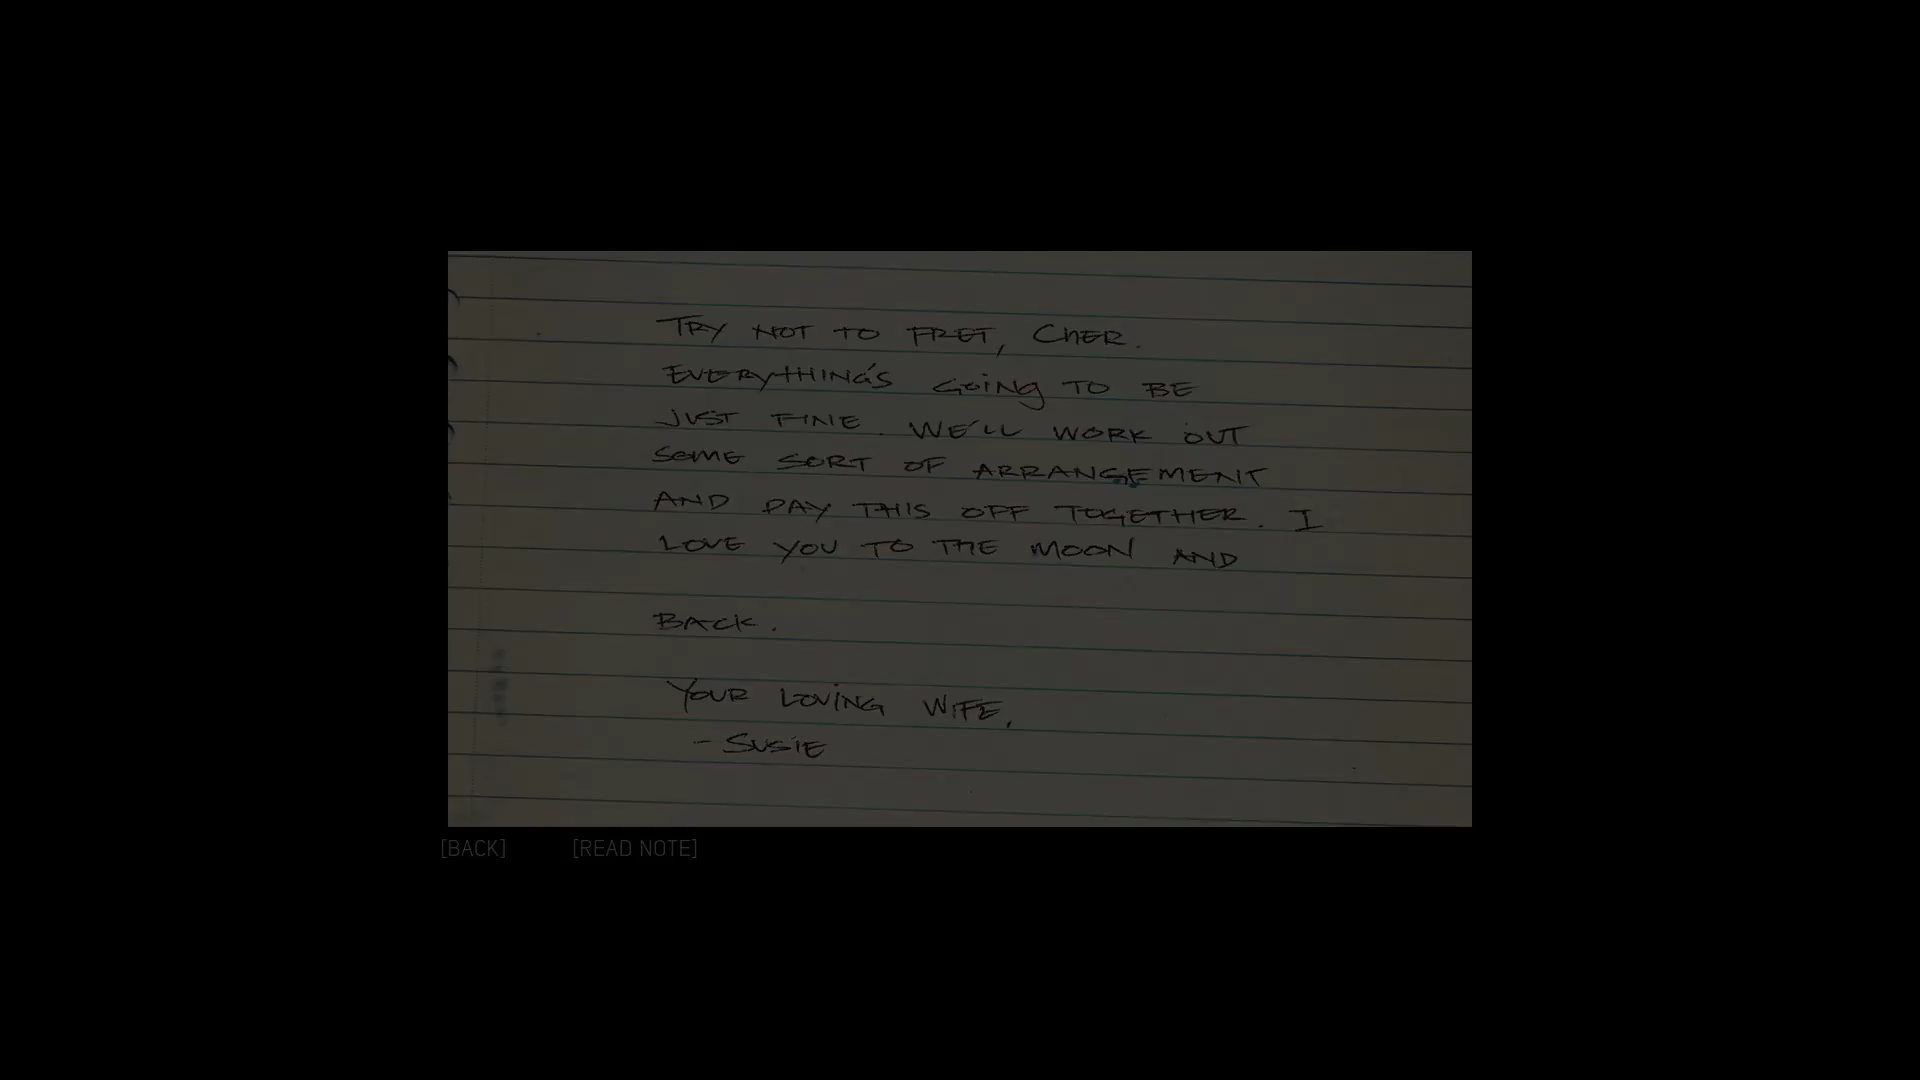 TRY NOT TO FRET, CHER.
EVERYTHING'S GOING TO BE
JUST FINE. WE'LL WORK OUT
SOME SORT OF ARRANGEMENT
AND PAY THIS OFF TOGETHER. I
LOVE YOU TO THE MOON AND
BACK.
YOUR LOVING WIFE,
- SUSIE
[BACK] [READ NOTE]